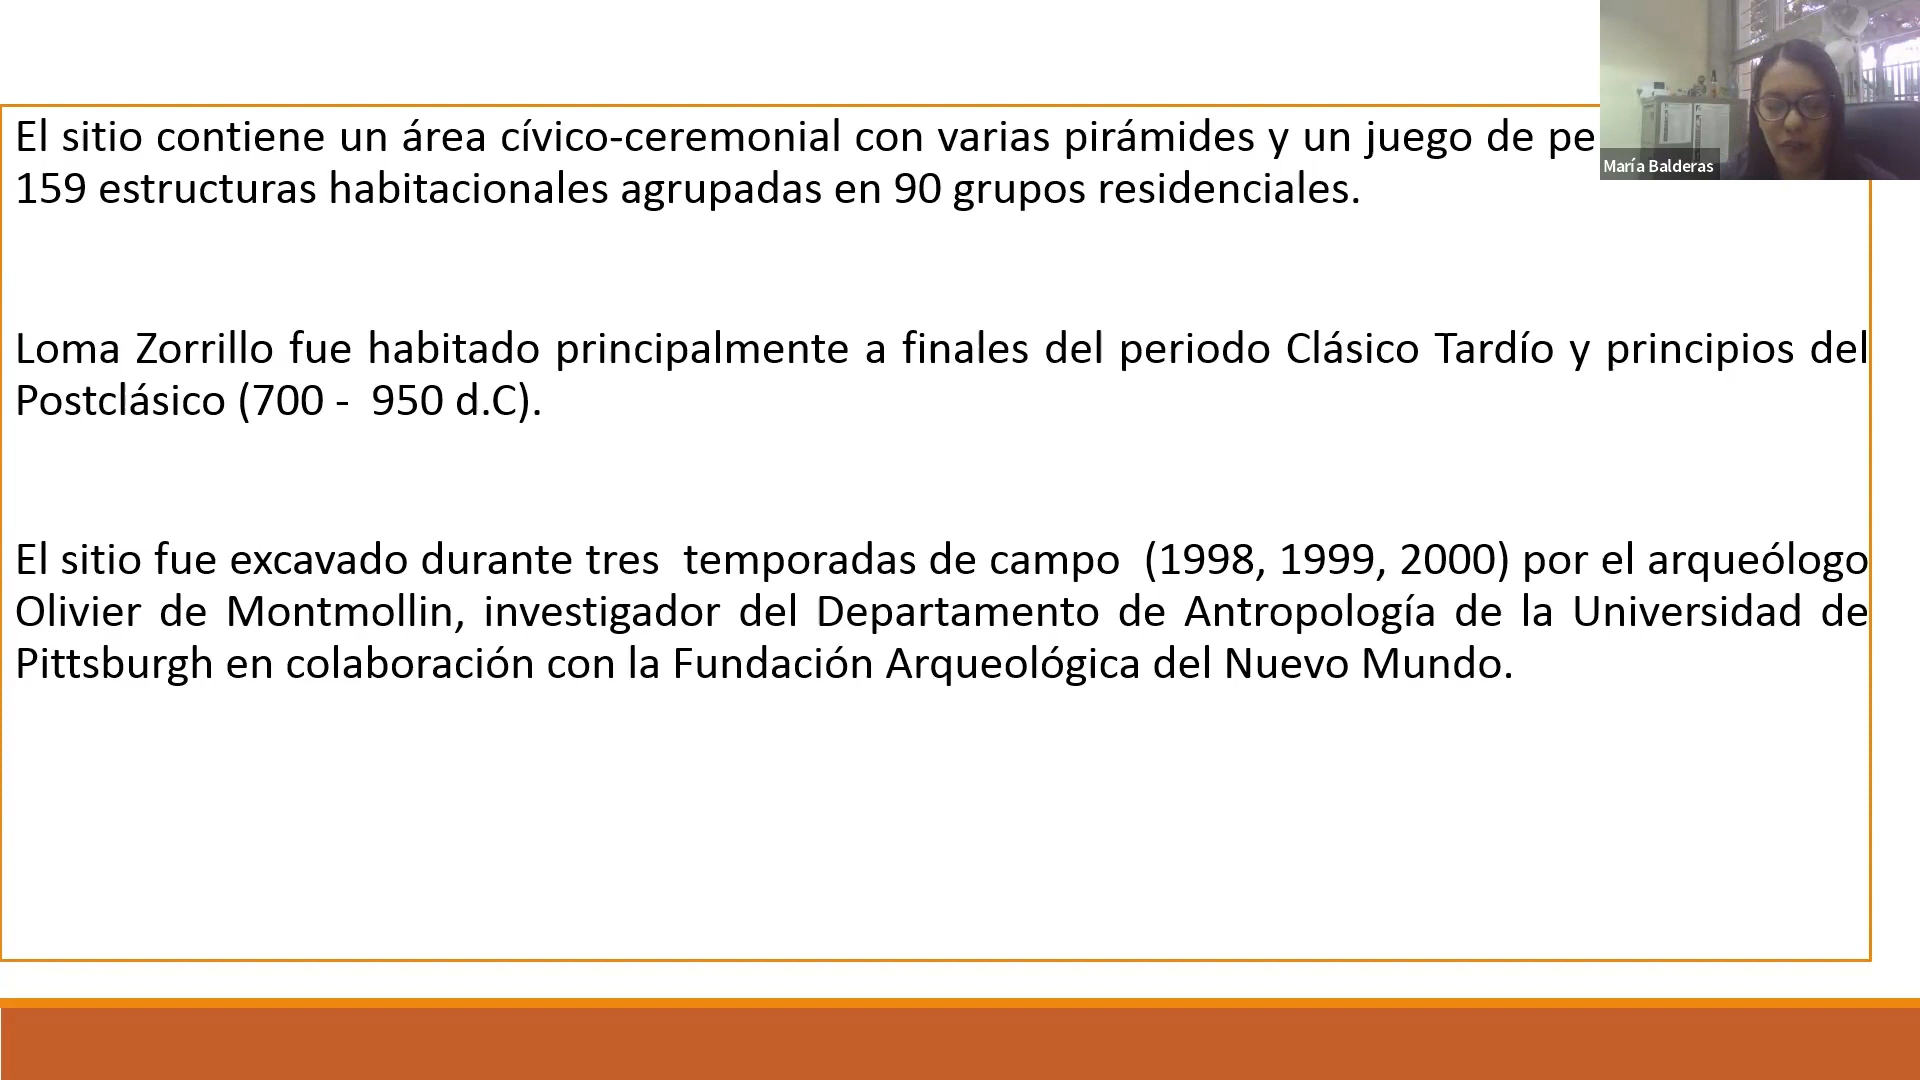 El sitio contiene un área cívico-ceremonial con varias pirámides y un juego de
159 estructuras habitacionales agrupadas en 90 grupos residenciales.
Loma Zorrillo fue habitado principalmente a finales del periodo Clásico Tardío y principios del
Postclásico (700 -  950 d.C).
El sitio fue excavado durante tres  temporadas de campo  (1998, 1999, 2000) por el arqueólogo
Olivier de Montmollin, investigador del Departamento de Antropología de la Universidad de
Pittsburgh en colaboración con la Fundación Arqueológica del Nuevo Mundo.
María Balderas